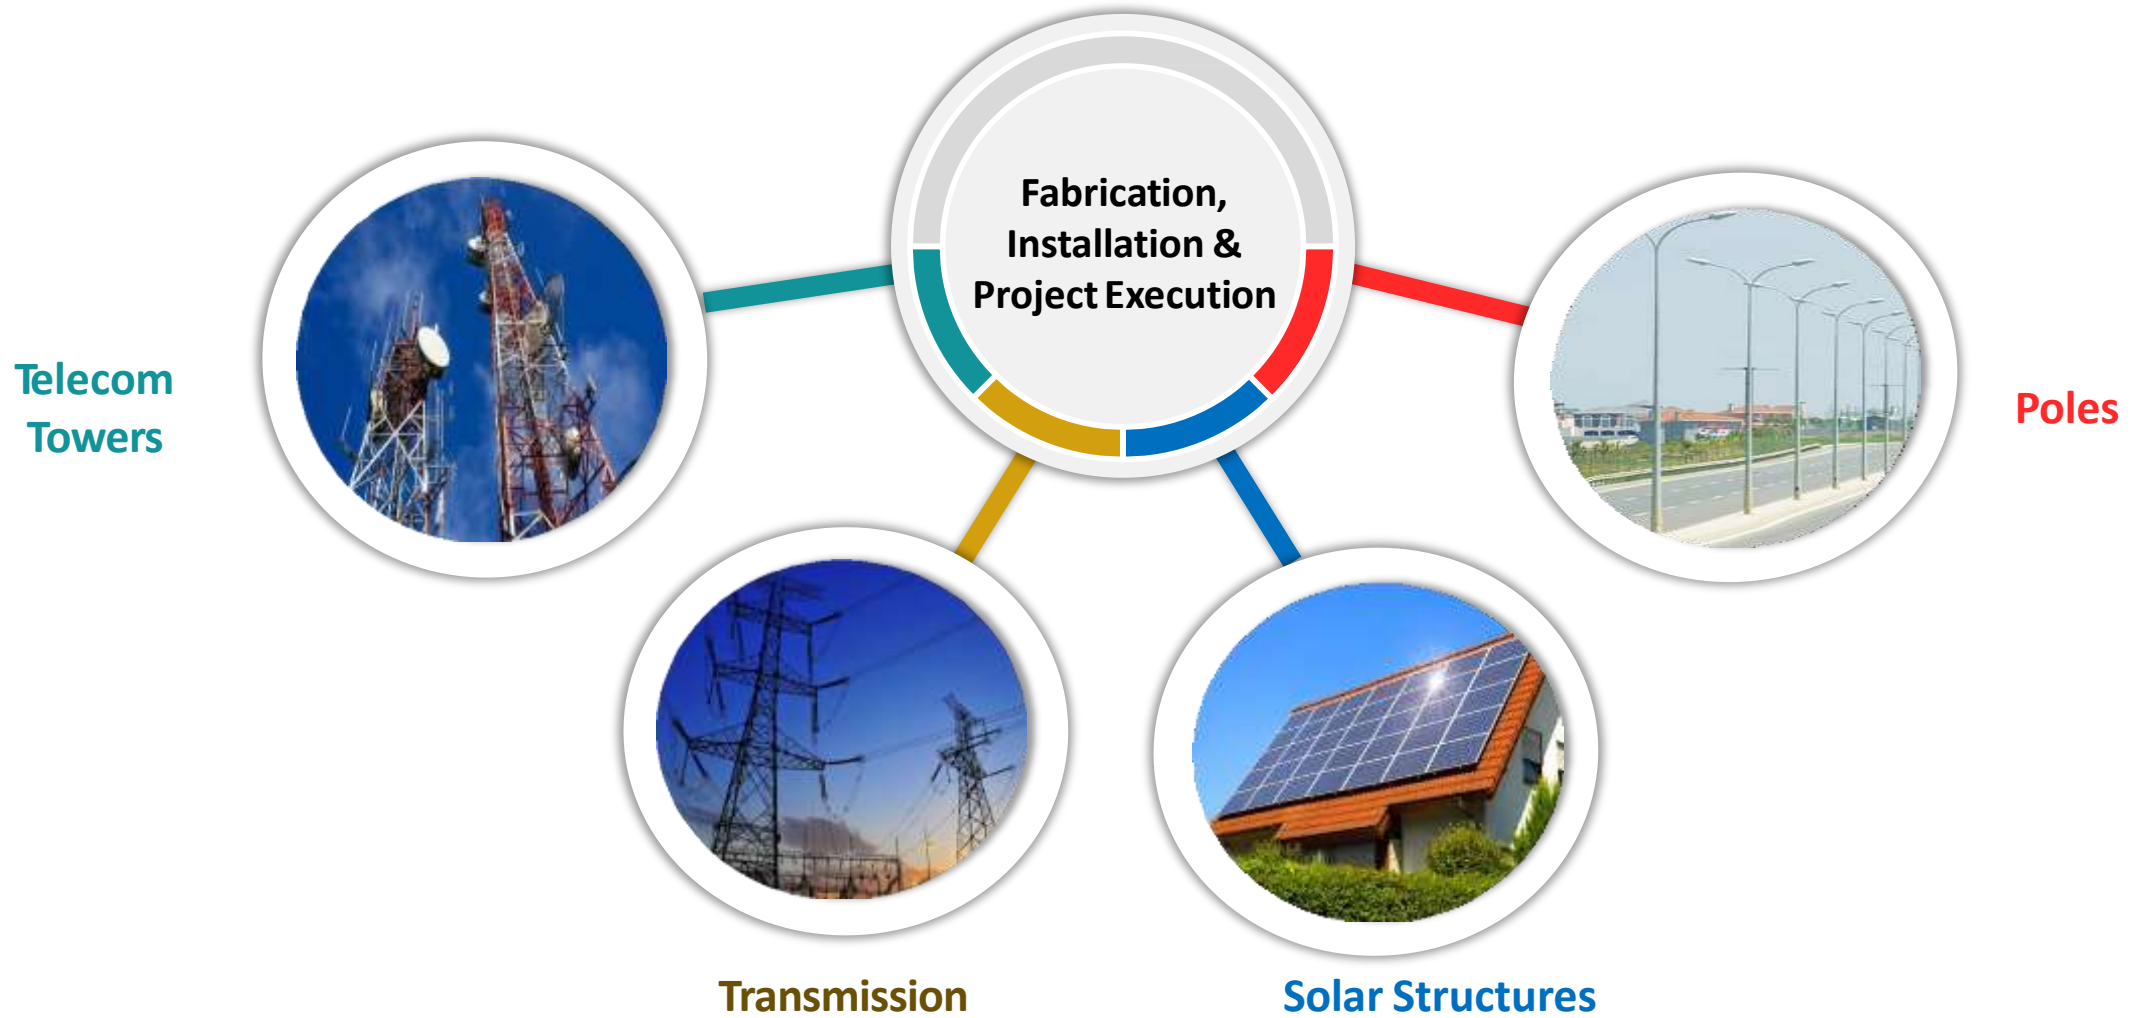 Fabrication,
Installation &
Project Execution
Telecom
Towers
Poles
Transmission
Solar Structures